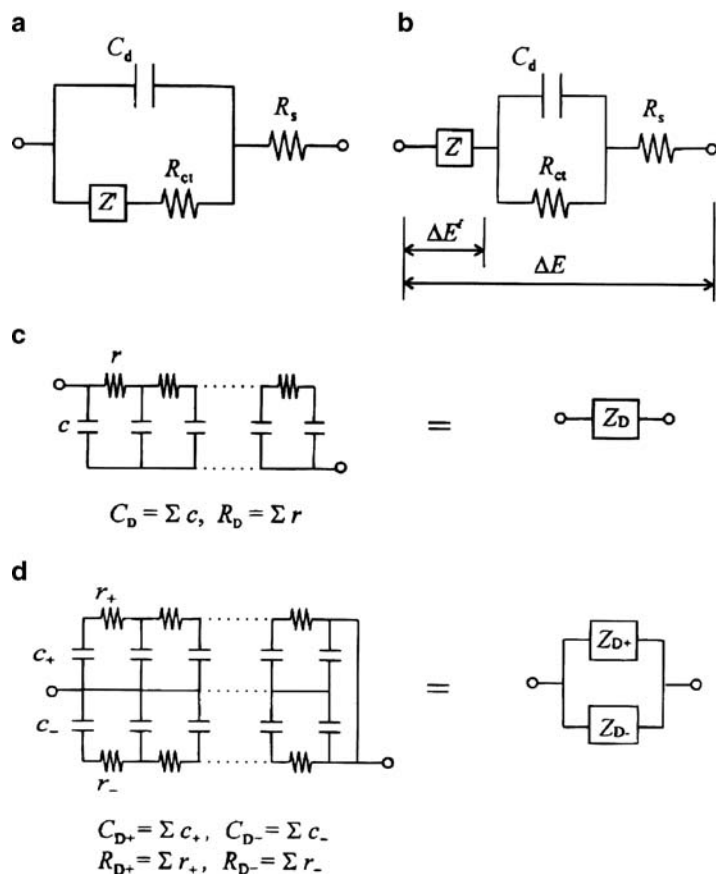 a
C_d
R_s
Z'
R_ct
b
C_d
R_s
Z'
R_ct
ΔE^f
ΔE
c
r
c
=
Z_D
C_D = Σ c, R_D = Σ r
d
r_+
c_+
c_-
r_-
=
Z_D+
Z_D-
C_D+ = Σ c_+, C_D- = Σ c_-
R_D+ = Σ r_+, R_D- = Σ r_-